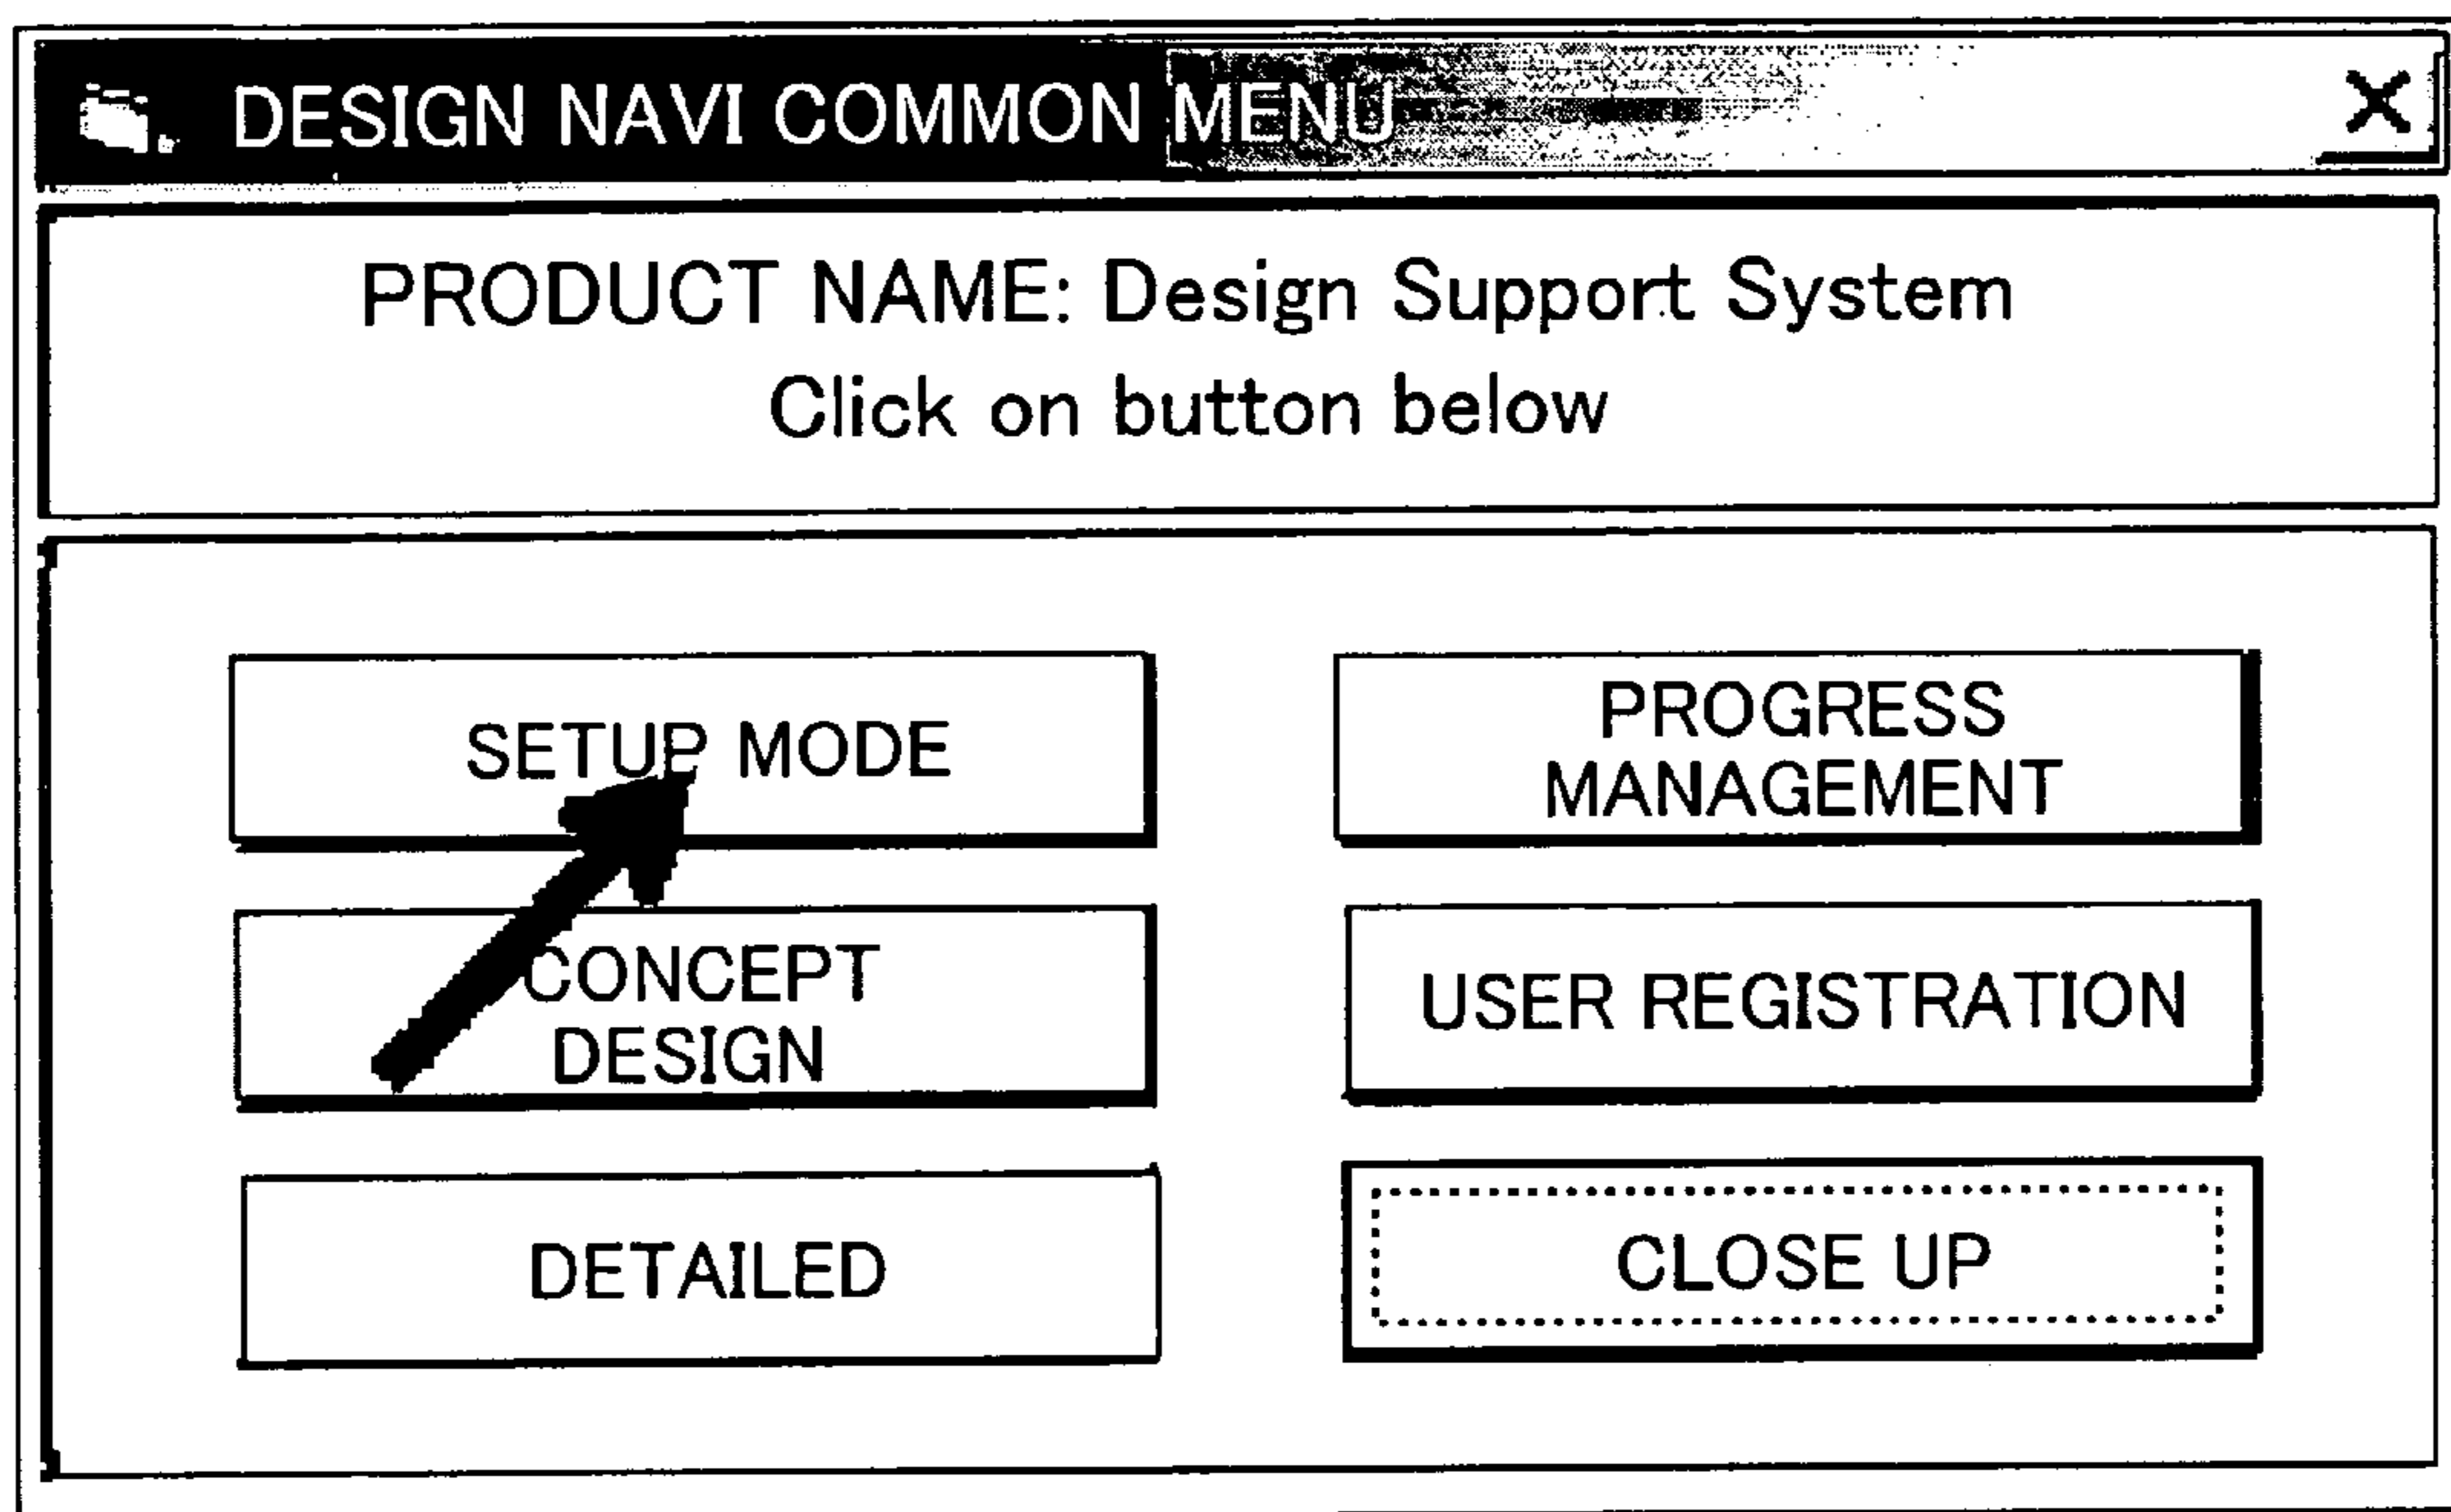 DESIGN NAVI COMMON MENU
PRODUCT NAME: Design Support System
Click on button below
SETUP MODE
PROGRESS
MANAGEMENT
CONCEPT
DESIGN
USER REGISTRATION
DETAILED
CLOSE UP